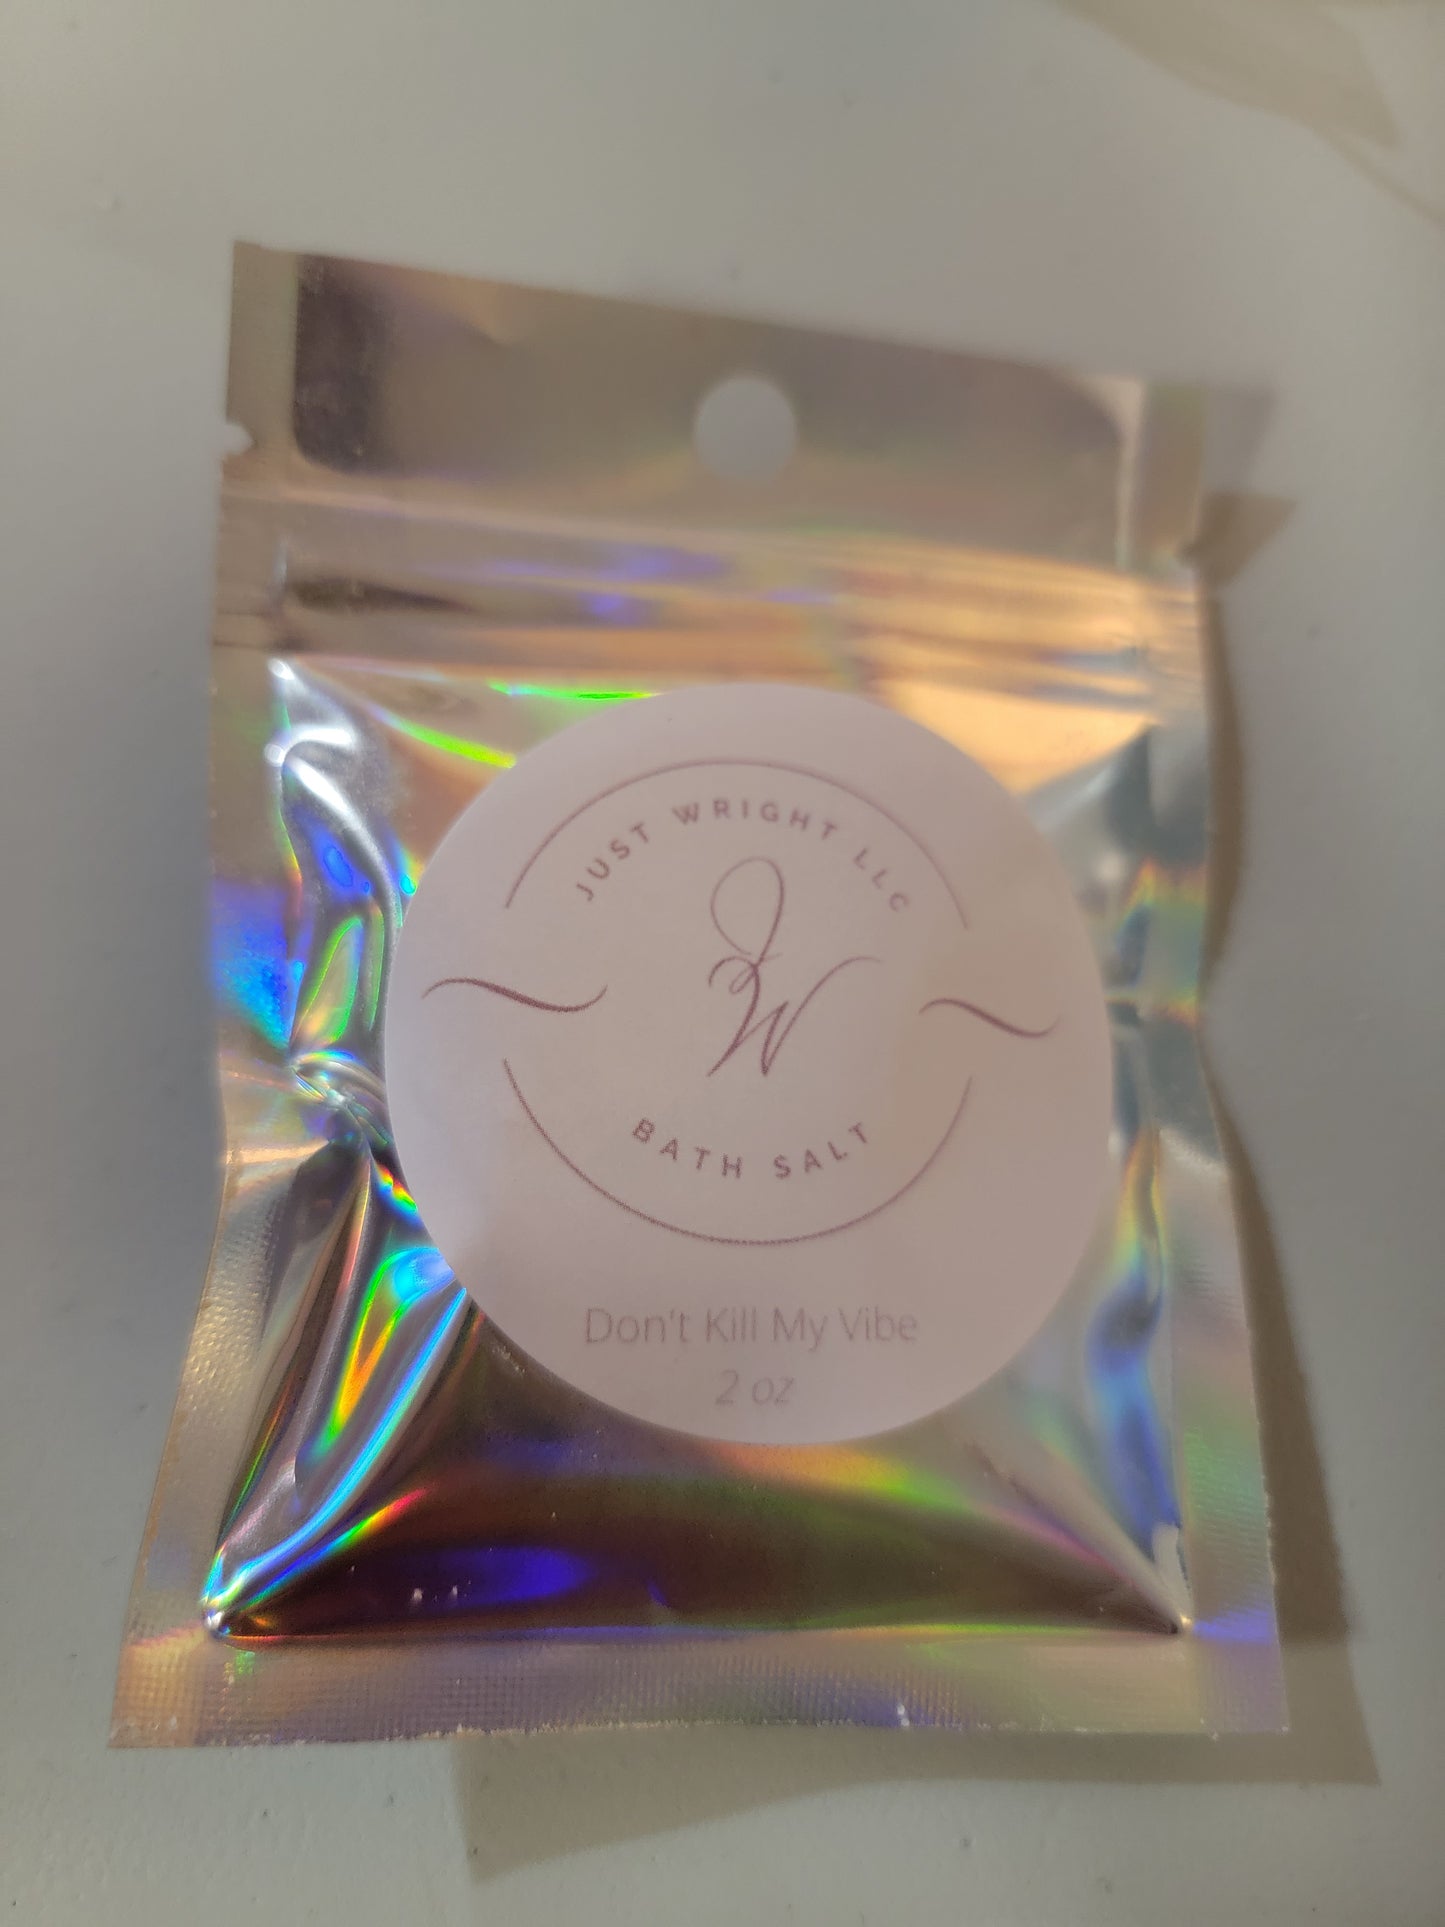 JUST WRIGHT LLC
JW
BATH SALT
Don't Kill My Vibe
2 oz